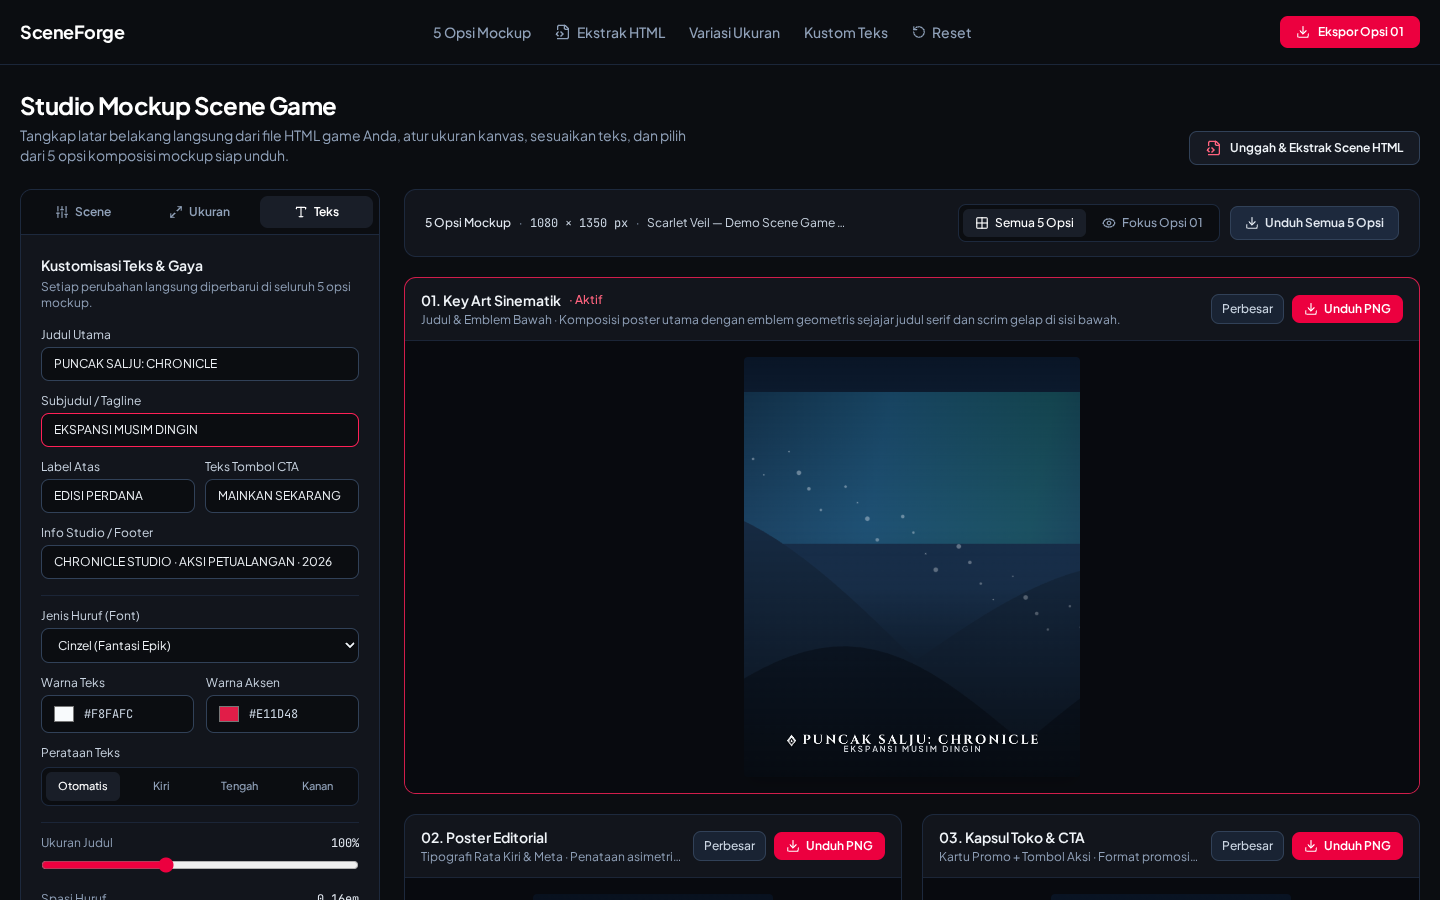 SceneForge
5 Opsi Mockup
Ekstrak HTML
Variasi Ukuran
Kustom Teks
Reset
Ekspor Opsi 01
Studio Mockup Scene Game
Tangkap latar belakang langsung dari file HTML game Anda, atur ukuran kanvas, sesuaikan teks, dan pilih
dari 5 opsi komposisi mockup siap unduh.
Unggah & Ekstrak Scene HTML
Scene
Ukuran
Teks
Kustomisasi Teks & Gaya
Setiap perubahan langsung diperbarui di seluruh 5 opsi
mockup.
Judul Utama
PUNCAK SALJU: CHRONICLE
Subjudul / Tagline
EKSPANSI MUSIM DINGIN
Label Atas
Teks Tombol CTA
EDISI PERDANA
MAINKAN SEKARANG
Info Studio / Footer
CHRONICLE STUDIO · AKSI PETUALANGAN · 2026
Jenis Huruf (Font)
Cinzel (Fantasi Epik)
Warna Teks
Warna Aksen
#F8FAFC
#E11D48
Perataan Teks
Otomatis
Kiri
Tengah
Kanan
Ukuran Judul
100%
Spasi Huruf
0.16em
5 Opsi Mockup · 1080 × 1350 px · Scarlet Veil — Demo Scene Game ...
Semua 5 Opsi
Fokus Opsi 01
Unduh Semua 5 Opsi
01. Key Art Sinematik · Aktif
Judul & Emblem Bawah · Komposisi poster utama dengan emblem geometris sejajar judul serif dan scrim gelap di sisi bawah.
Perbesar
Unduh PNG
PUNCAK SALJU: CHRONICLE
EKSPANSI MUSIM DINGIN
02. Poster Editorial
Tipografi Rata Kiri & Meta · Penataan asimetri...
Perbesar
Unduh PNG
03. Kapsul Toko & CTA
Kartu Promo + Tombol Aksi · Format promosi...
Perbesar
Unduh PNG